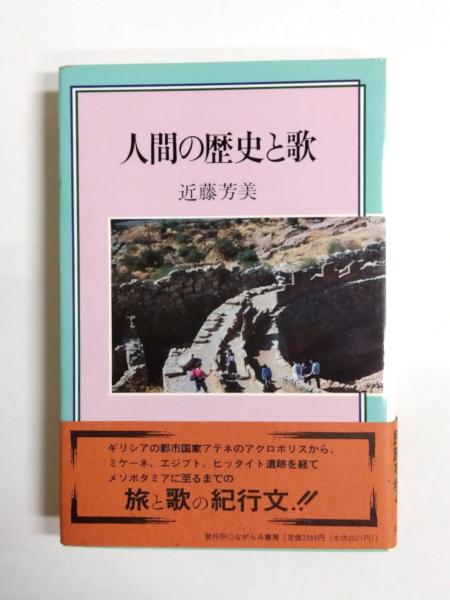 人間の歴史と歌
近藤芳美
ギリシアの都市国家アテネのアクロポリスから、
ミケーネ、エジプト、ヒッタイト遺跡を経て
メソポタミアに至るまでの
旅と歌の紀行文!!
発行所◎ながらみ書房 (定価2700円 (本体2621円))